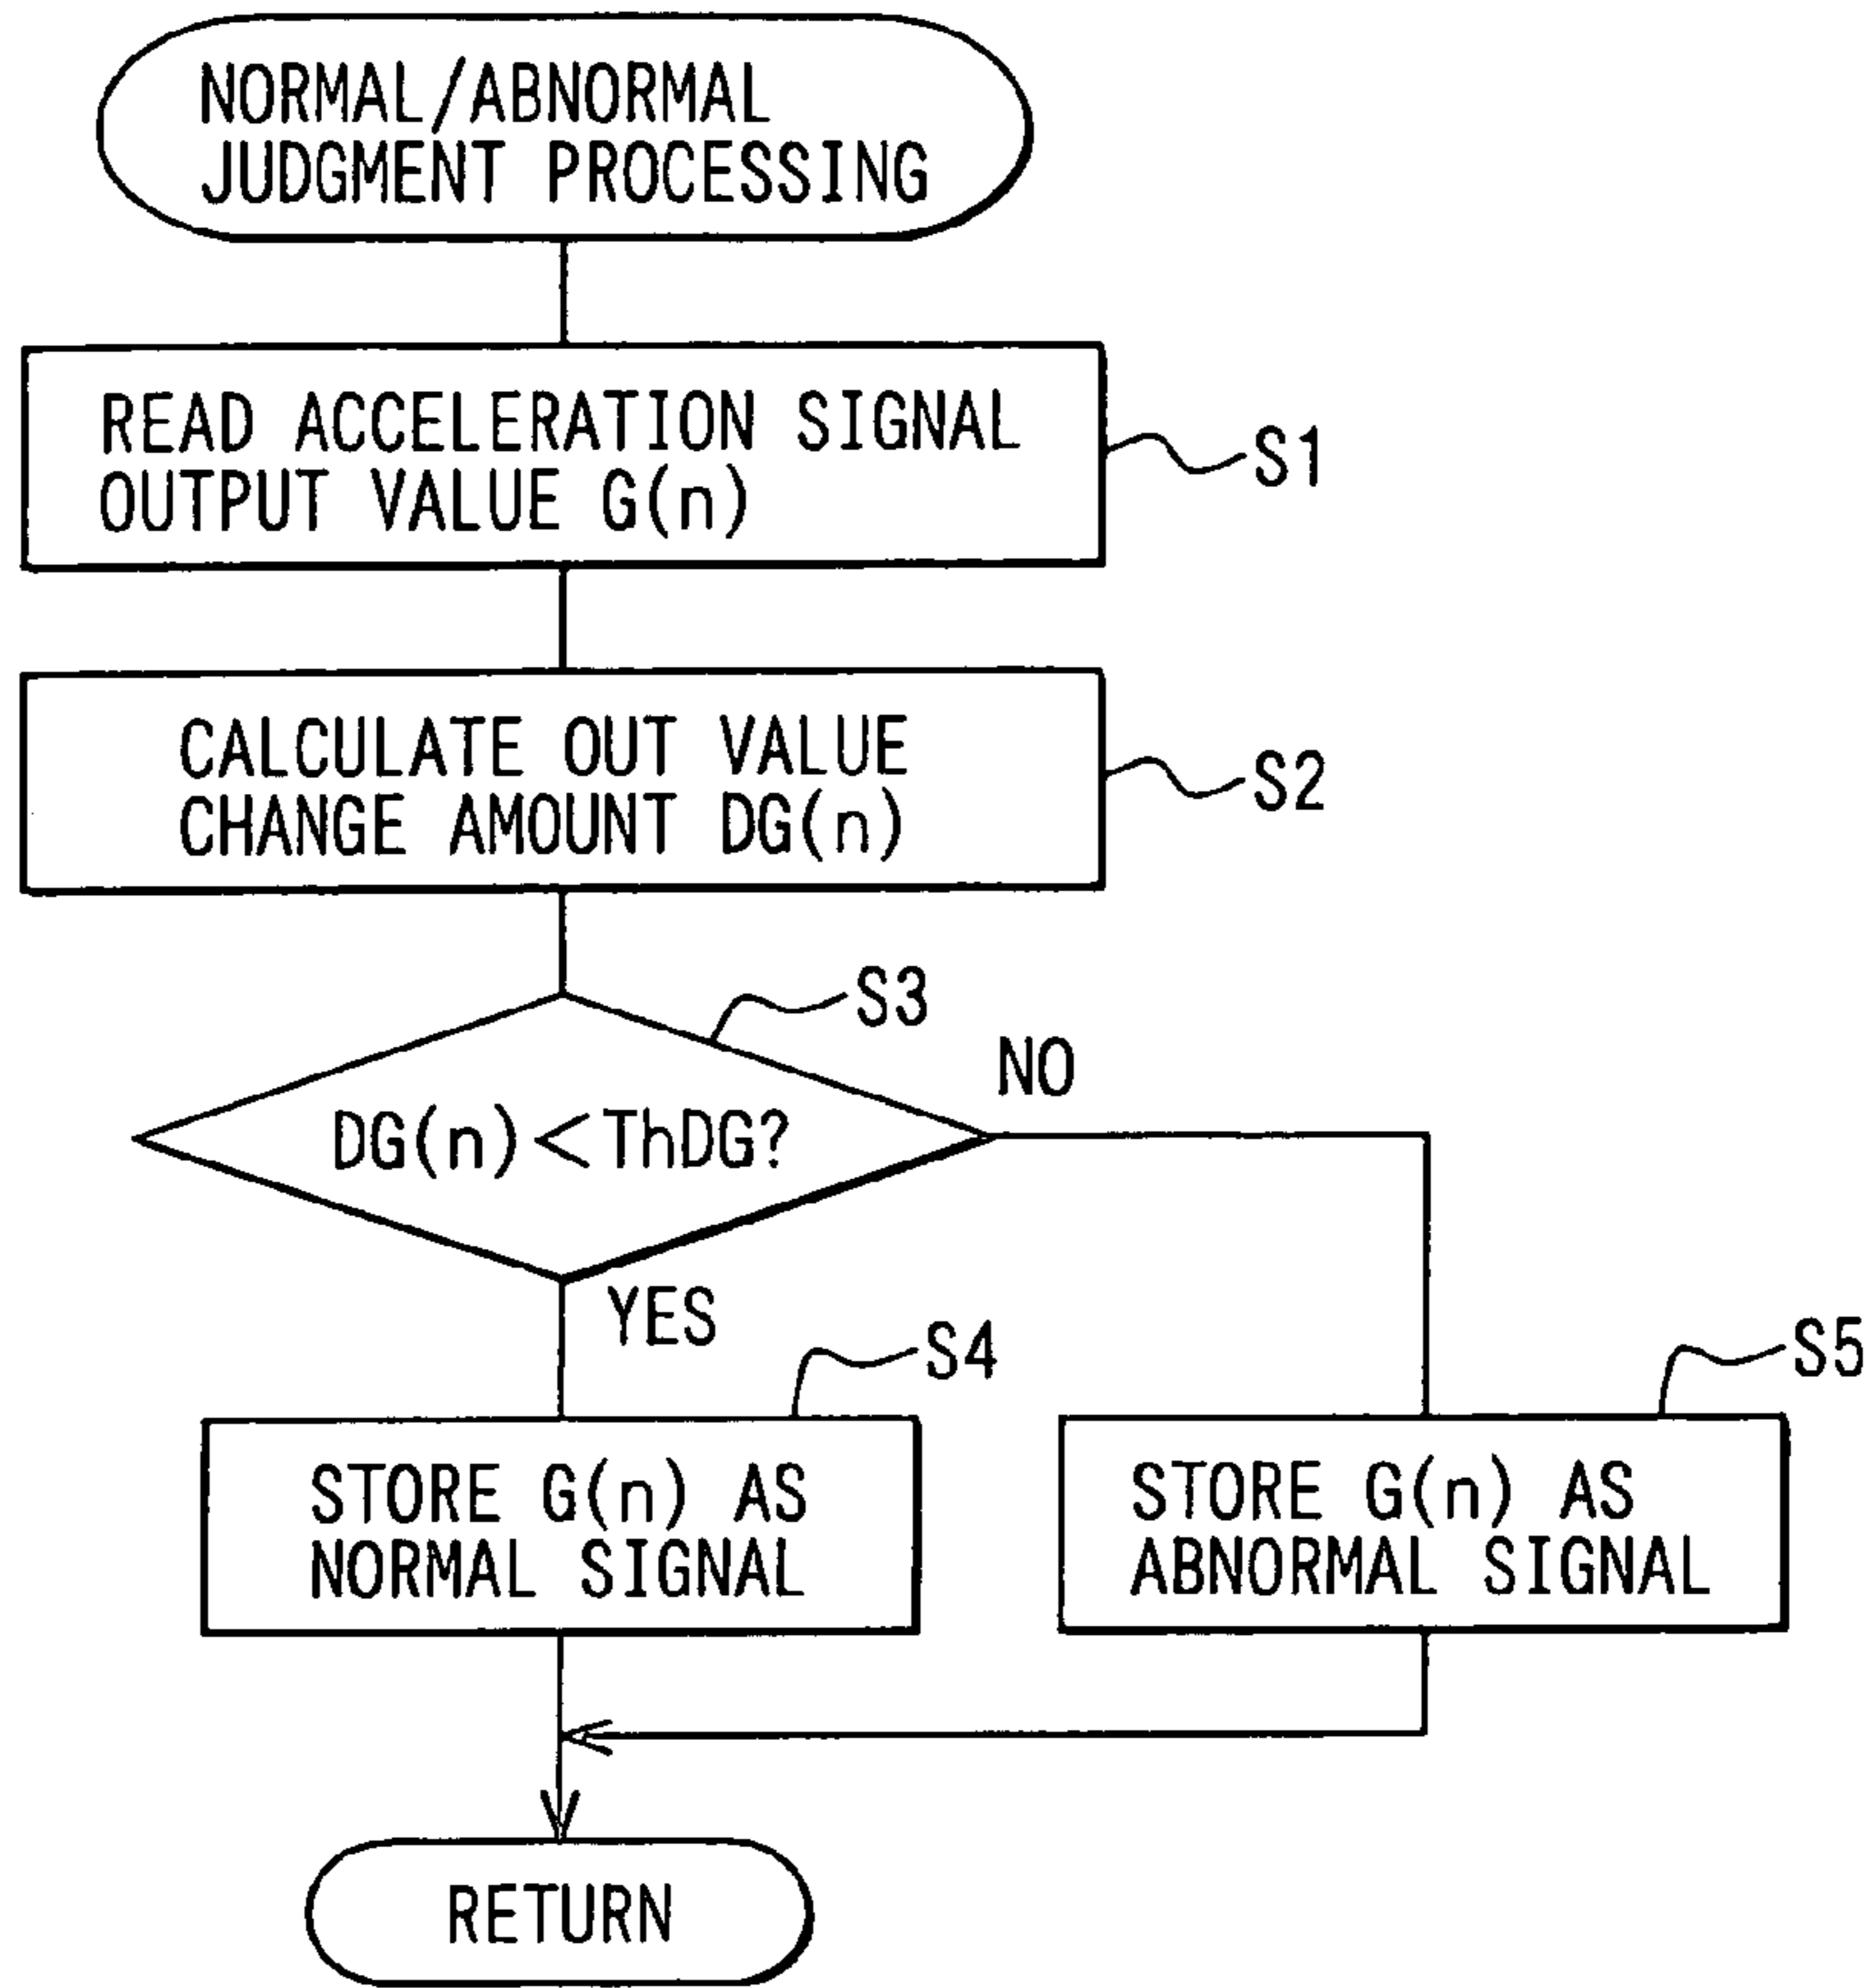 NORMAL/ABNORMAL
JUDGMENT PROCESSING
READ ACCELERATION SIGNAL
OUTPUT VALUE G(n)
S1
CALCULATE OUT VALUE
CHANGE AMOUNT DG(n)
S2
S3
DG(n)<ThDG?
NO
YES
S4
STORE G(n) AS
NORMAL SIGNAL
S5
STORE G(n) AS
ABNORMAL SIGNAL
RETURN